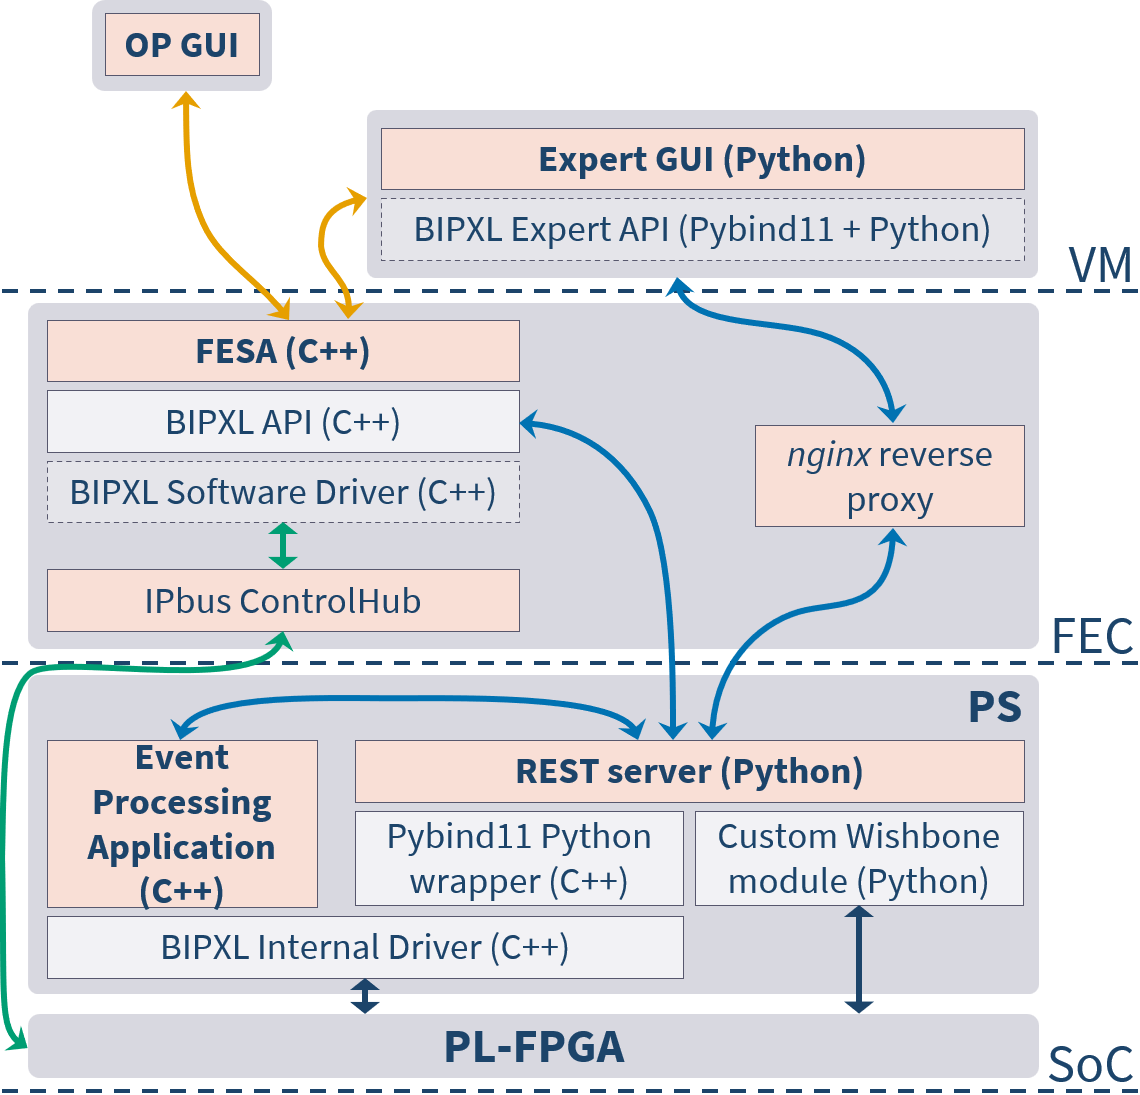 OP GUI
Expert GUI (Python)
BIPXL Expert API (Pybind11 + Python)
VM
FESA (C++)
BIPXL API (C++)
BIPXL Software Driver (C++)
nginx reverse
proxy
IPbus ControlHub
FEC
PS
Event
Processing
Application
(C++)
REST server (Python)
Pybind11 Python
wrapper (C++)
Custom Wishbone
module (Python)
BIPXL Internal Driver (C++)
PL-FPGA
SoC